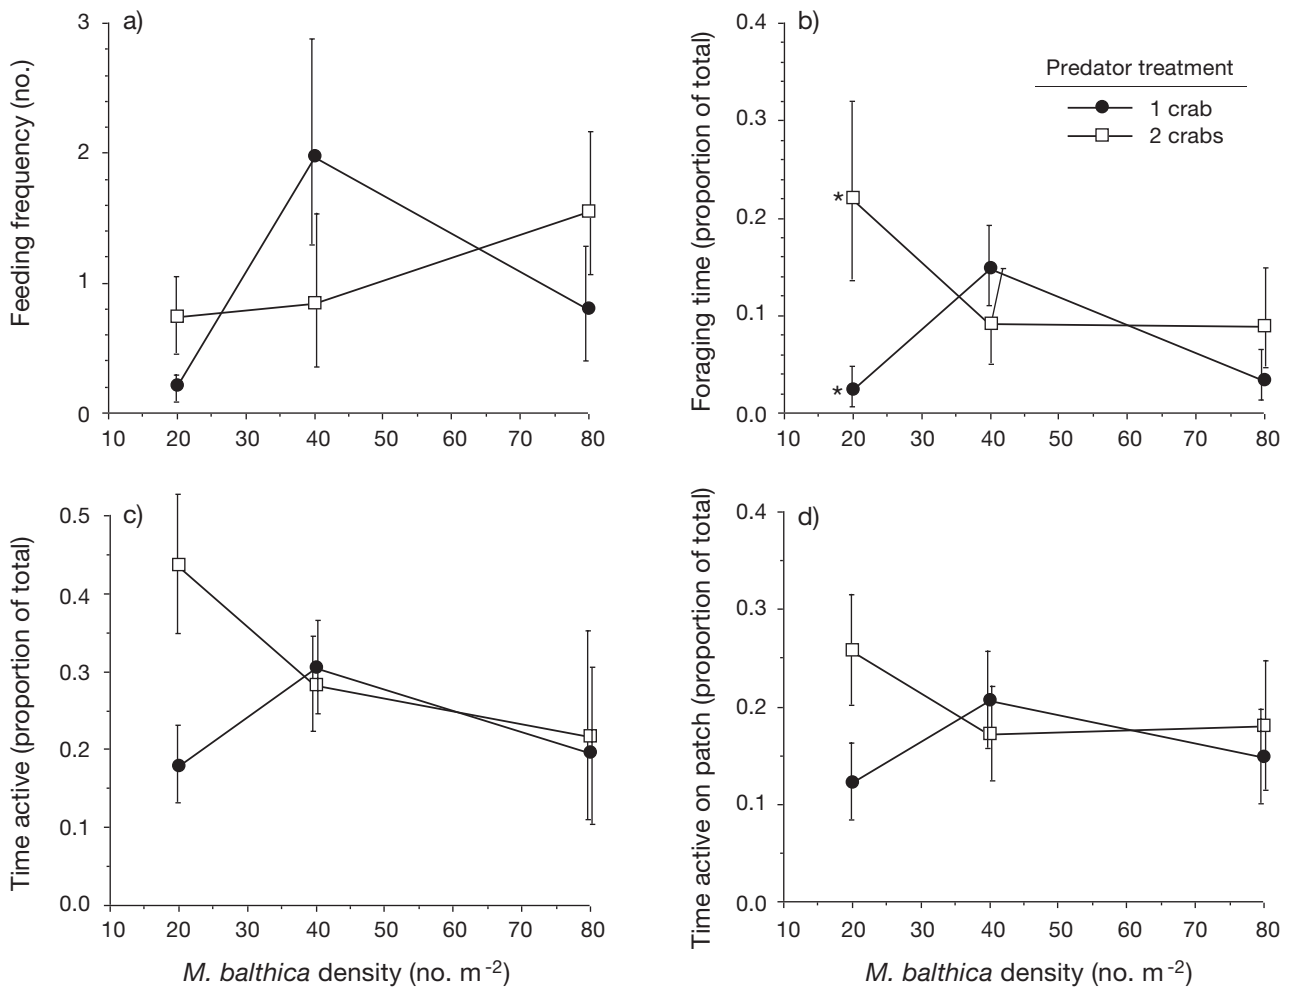 a)
3
2
1
0
Feeding frequency (no.)
10 20 30 40 50 60 70 80
b)
0.4
0.3
0.2
0.1
0.0
Foraging time (proportion of total)
Predator treatment
1 crab
2 crabs
*
*
10 20 30 40 50 60 70 80
c)
0.5
0.4
0.3
0.2
0.1
0.0
Time active (proportion of total)
10 20 30 40 50 60 70 80
M. balthica density (no. m-2)
d)
0.4
0.3
0.2
0.1
0.0
Time active on patch (proportion of total)
10 20 30 40 50 60 70 80
M. balthica density (no. m-2)